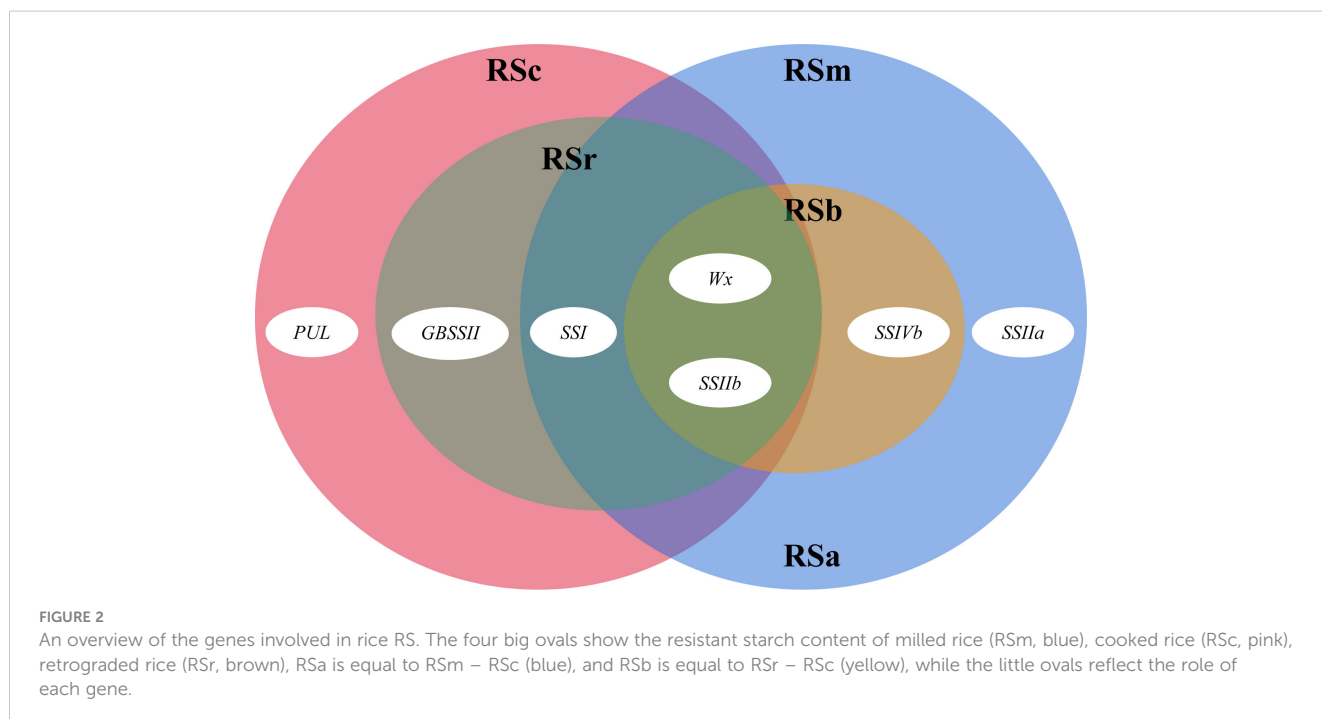 RSc
RSm
RSr
RSb
Wx
PUL
GBSSII
SSI
SSIVb
SSIIa
SSIIb
RSa
FIGURE 2
An overview of the genes involved in rice RS. The four big ovals show the resistant starch content of milled rice (RSm, blue), cooked rice (RSc, pink),
retrograded rice (RSr, brown), RSa is equal to RSm – RSc (blue), and RSb is equal to RSr – RSc (yellow), while the little ovals reflect the role of
each gene.